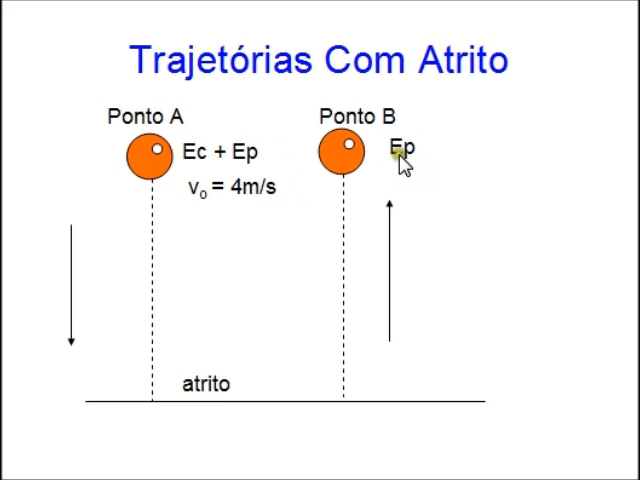 Trajetórias Com Atrito
Ponto A
Ponto B
Ec + Ep
Ep
vo = 4m/s
atrito